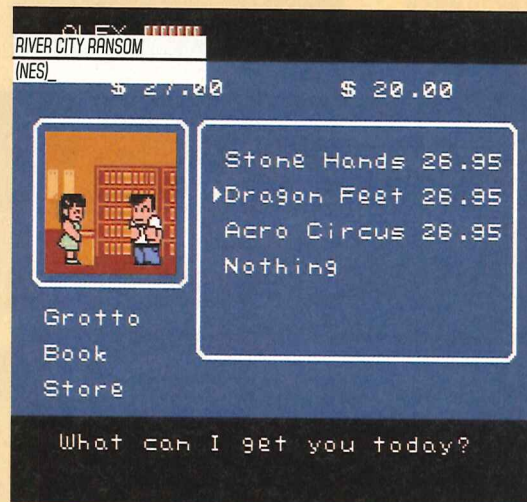 RIVER CITY RANSOM
(NES)_
$ 27.00 $ 20.00
Stone Hands 26.95
Dragon Feet 26.95
Acro Circus 26.95
Nothing
Grotto
Book
Store
What can I get you today?